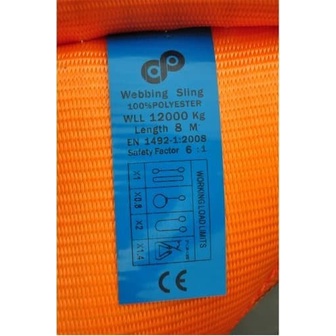 Webbing Sling
100%POLYESTER
WLL 12000 Kg
Length 8 M
EN 1492-1:2008
Safety Factor 6:1
WORKING LOAD LIMITS
X1
X0.8
X2
X1.4
CE